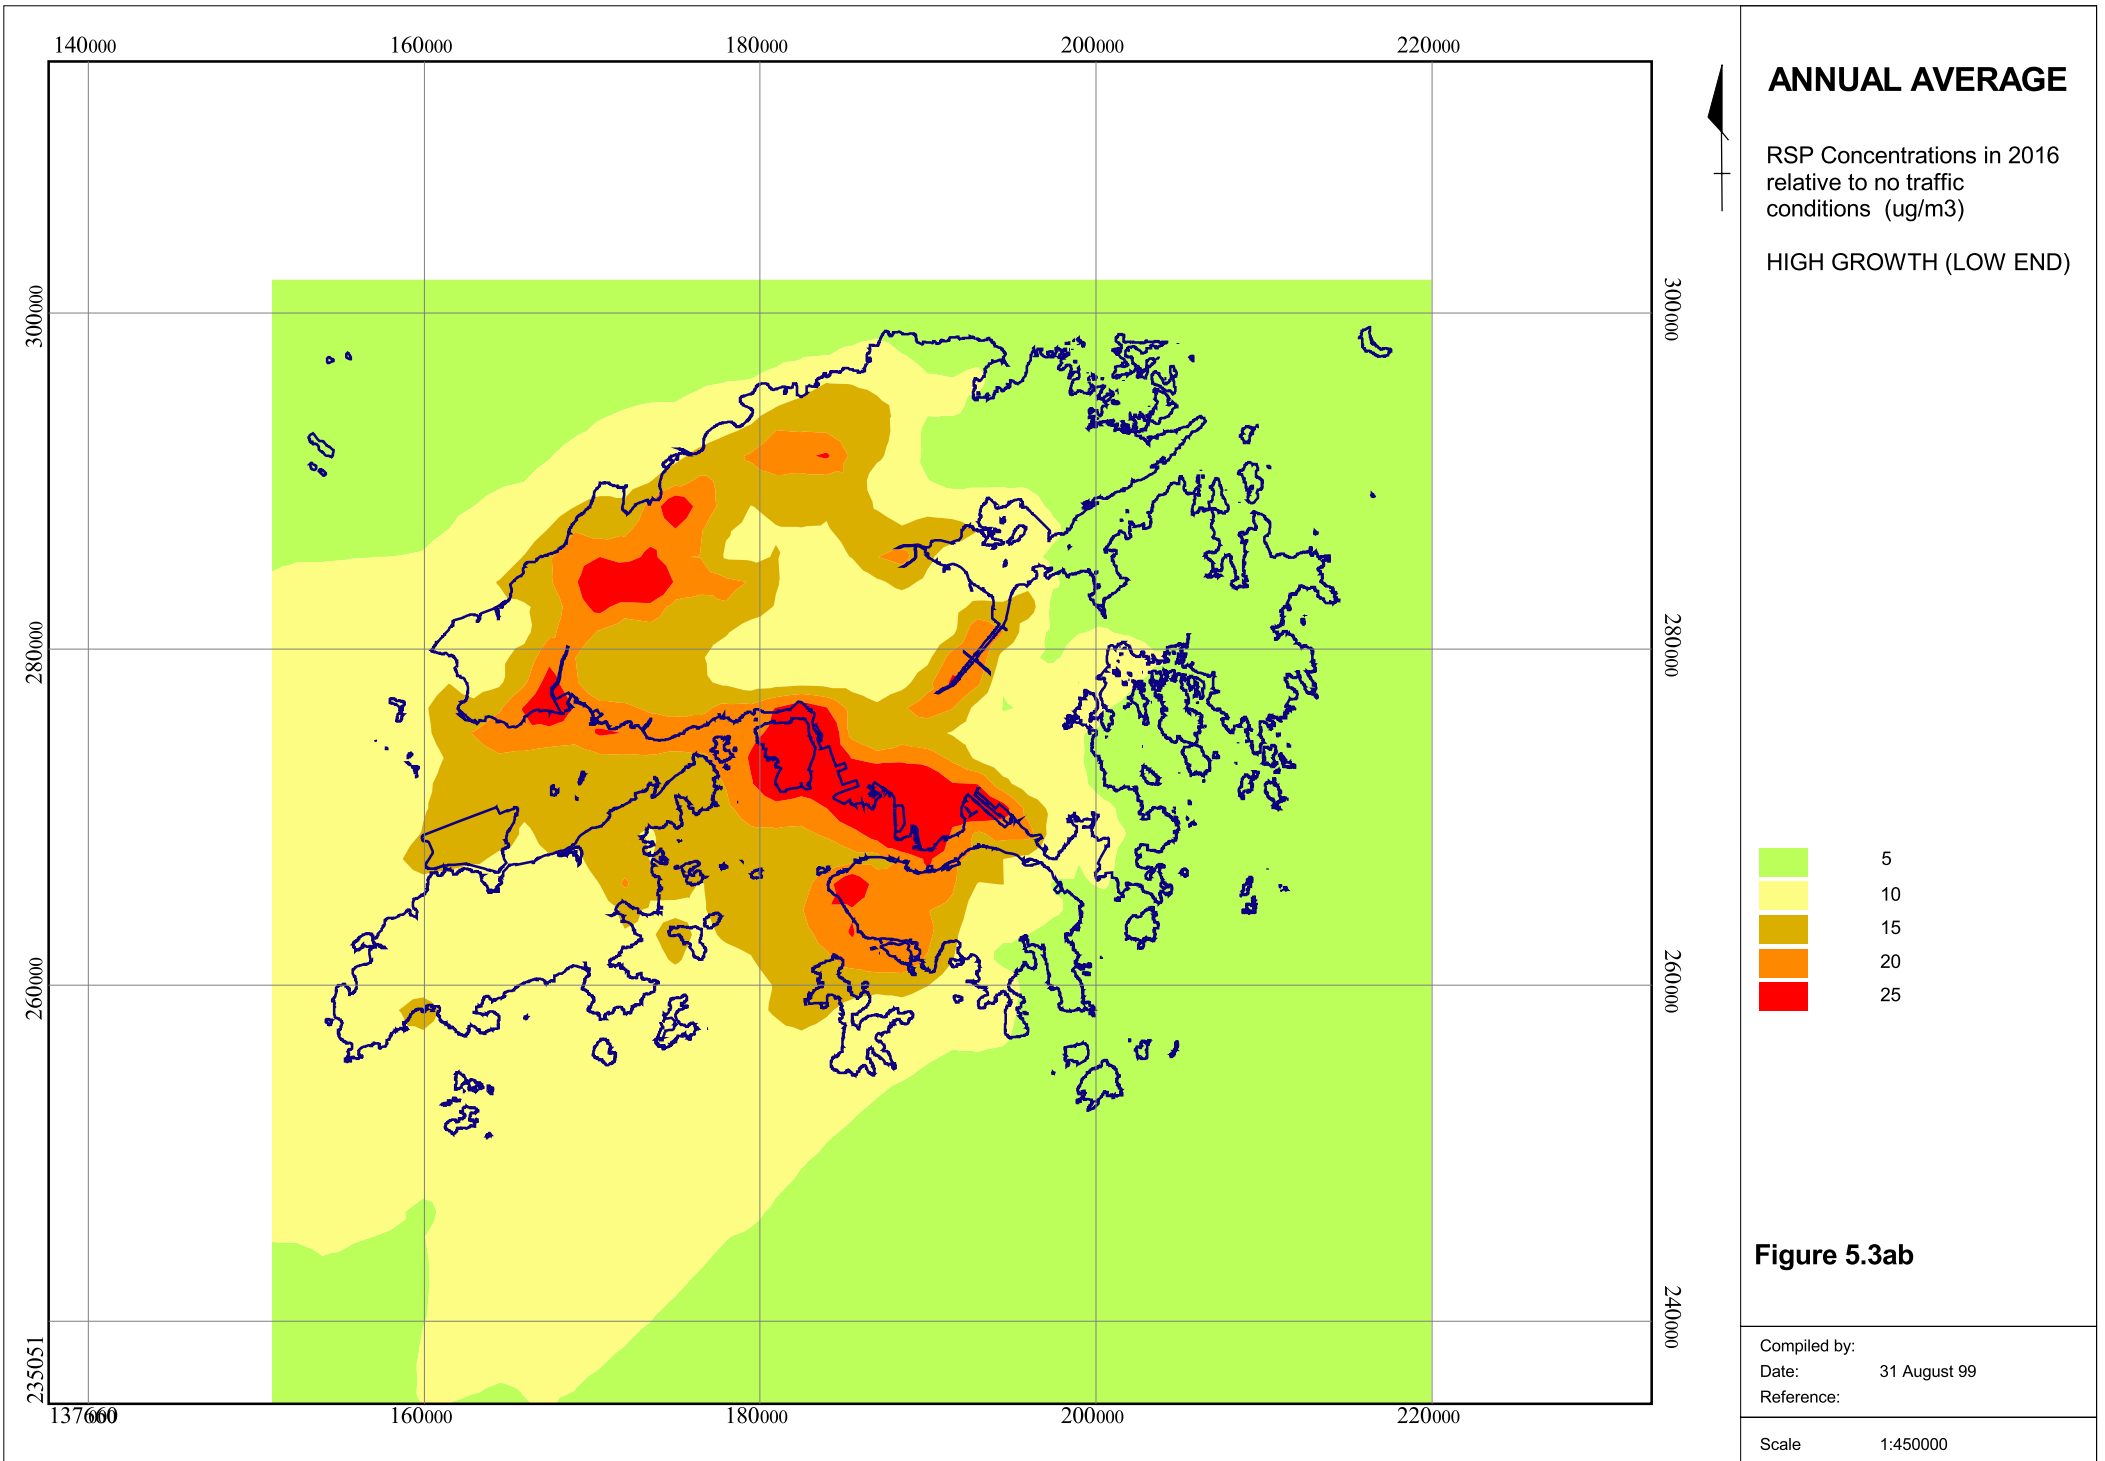 140000 160000 180000 200000 220000
ANNUAL AVERAGE
RSP Concentrations in 2016
relative to no traffic
conditions (ug/m3)
HIGH GROWTH (LOW END)
300000
280000
260000
235051
300000
280000
260000
240000
5
10
15
20
25
Figure 5.3ab
Compiled by:
Date: 31 August 99
Reference:
Scale 1:450000
137660 160000 180000 200000 220000